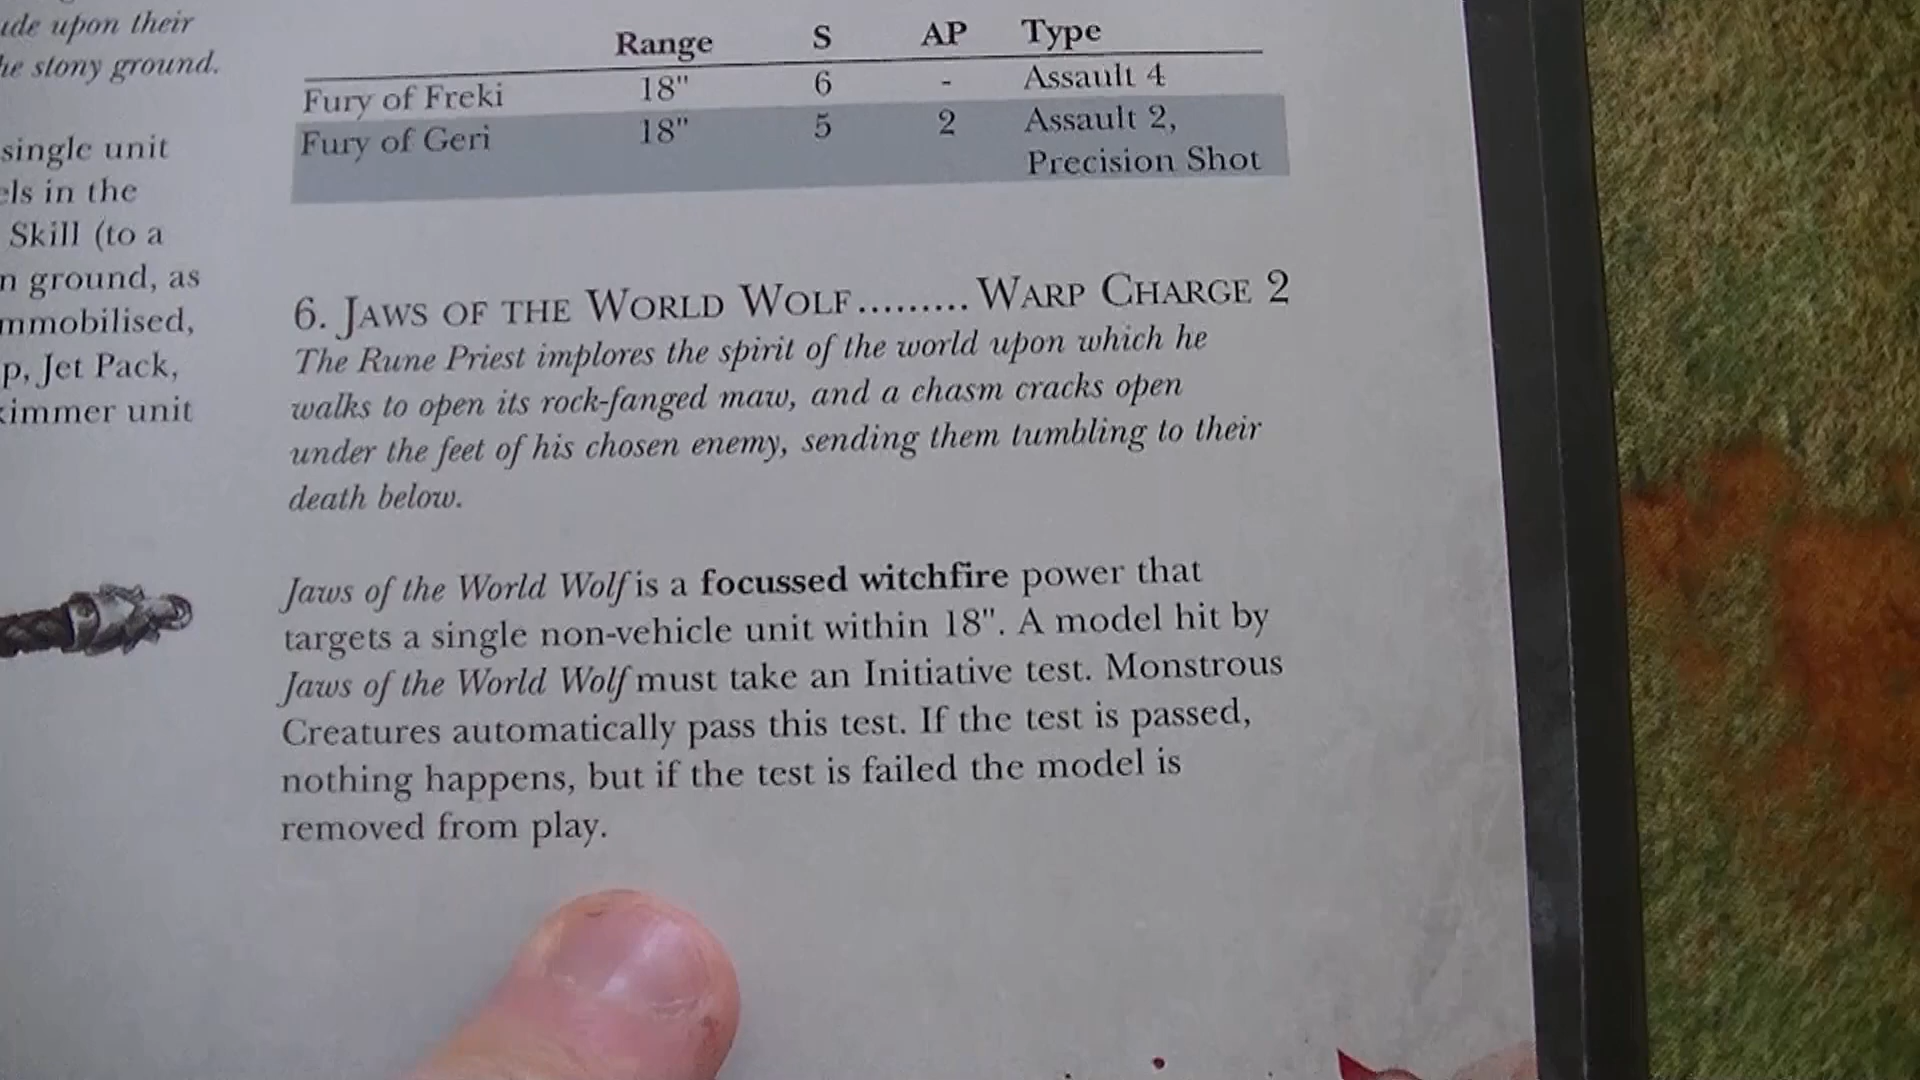 upon their
stony ground.
single unit
in the
Skill (to a
ground, as
p, Jet Pack,
unit
Range S AP Type
Fury of Freki 18" 6 - Assault 4
Fury of Geri 18" 5 2 Assault 2,
Precision Shot
6. JAWS OF THE WORLD WOLF......... WARP CHARGE 2
The Rune Priest implores the spirit of the world upon which he
walks to open its rock-fanged maw, and a chasm cracks open
under the feet of his chosen enemy, sending them tumbling to their
death below.
Jaws of the World Wolf is a focussed witchfire power that
targets a single non-vehicle unit within 18". A model hit by
Jaws of the World Wolf must take an Initiative test. Monstrous
Creatures automatically pass this test. If the test is passed,
nothing happens, but if the test is failed the model is
removed from play.